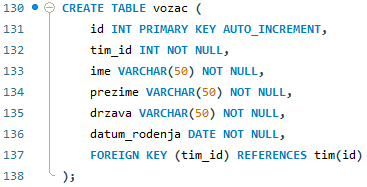 130 CREATE TABLE vozac (
131 id INT PRIMARY KEY AUTO_INCREMENT,
132 tim_id INT NOT NULL,
133 ime VARCHAR(50) NOT NULL,
134 prezime VARCHAR(50) NOT NULL,
135 drzava VARCHAR(50) NOT NULL,
136 datum_rodenja DATE NOT NULL,
137 FOREIGN KEY (tim_id) REFERENCES tim(id)
138 );